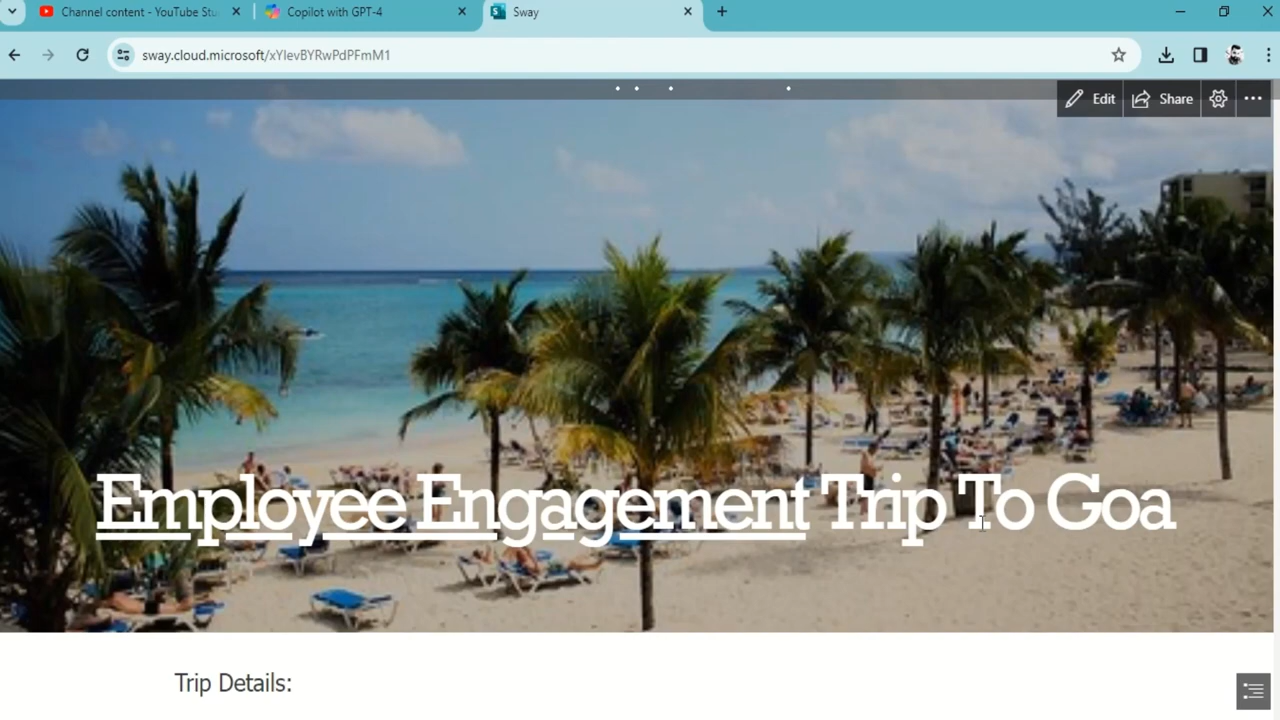 Channel content - YouTube Stu
Copilot with GPT-4
Sway
sway.cloud.microsoft/xYIevBYRwPdPFmM1
Edit
Share
Employee Engagement Trip To Goa
Trip Details: